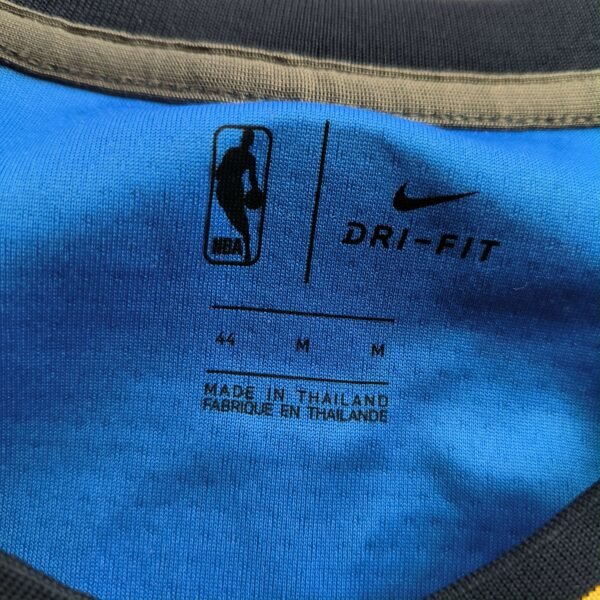 NBA
DRI-FIT
44 M M
MADE IN THAILAND
FABRIQUE EN THAILANDE